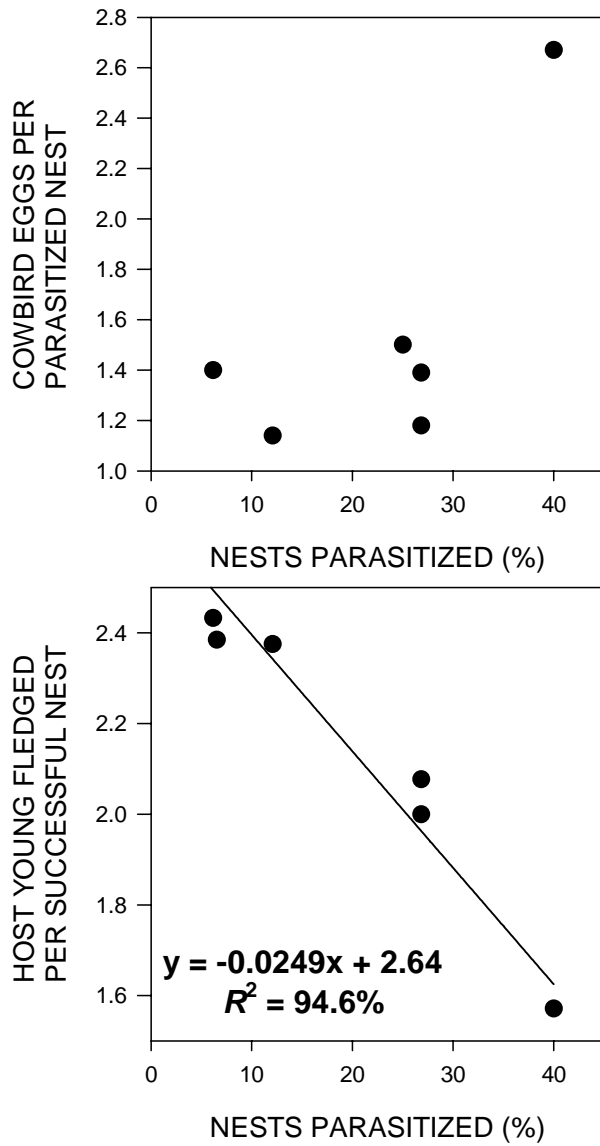 COWBIRD EGGS PER
PARASITIZED NEST
2.8
2.6
2.4
2.2
2.0
1.8
1.6
1.4
1.2
1.0
0 10 20 30 40
NESTS PARASITIZED (%)
HOST YOUNG FLEDGED
PER SUCCESSFUL NEST
2.4
2.2
2.0
1.8
1.6
y = -0.0249x + 2.64
R² = 94.6%
0 10 20 30 40
NESTS PARASITIZED (%)